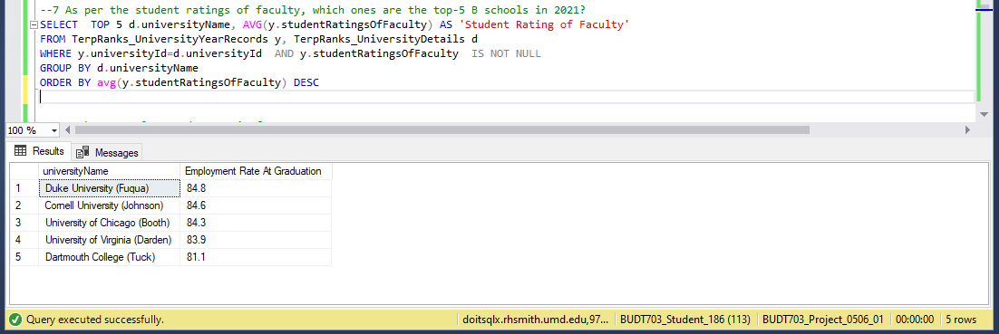 --7 As per the student ratings of faculty, which ones are the top-5 B schools in 2021?
SELECT  TOP 5 d.universityName, AVG(y.studentRatingsOfFaculty) AS 'Student Rating of Faculty'
FROM TerpRanks_UniversityYearRecords y, TerpRanks_UniversityDetails d
WHERE y.universityId=d.universityId  AND y.studentRatingsOfFaculty  IS NOT NULL
GROUP BY d.universityName
ORDER BY avg(y.studentRatingsOfFaculty) DESC
100 %
Results Messages
universityName Employment Rate At Graduation
1 Duke University (Fuqua) 84.8
2 Cornell University (Johnson) 84.6
3 University of Chicago (Booth) 84.3
4 University of Virginia (Darden) 83.9
5 Dartmouth College (Tuck) 81.1
Query executed successfully. doitsqlx.rhsmith.umd.edu,97... BUDT703_Student_186 (113) BUDT703_Project_0506_01 00:00:00 5 rows